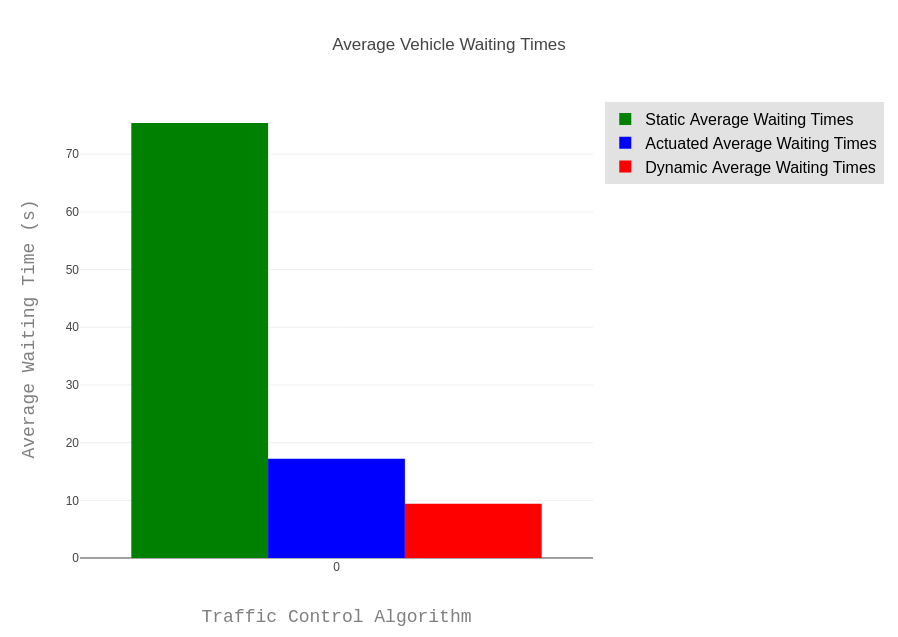 Average Vehicle Waiting Times
Static Average Waiting Times
Actuated Average Waiting Times
Dynamic Average Waiting Times
Average Waiting Time (s)
70
60
50
40
30
20
10
0
0
Traffic Control Algorithm